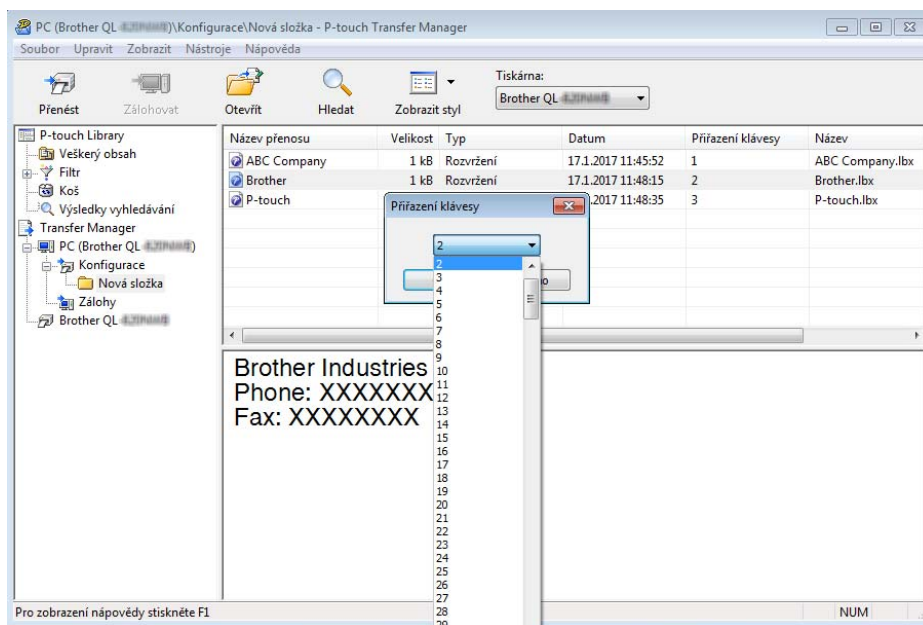 PC (Brother QL )\Konfigurace\Nová složka - P-touch Transfer Manager
Soubor Upravit Zobrazit Nástroje Nápověda
Přenést Zálohovat Otevřít Hledat Zobrazit styl
Tiskárna:
Brother QL
P-touch Library
Veškerý obsah
Filtr
Koš
Výsledky vyhledávání
Transfer Manager
PC (Brother QL )
Konfigurace
Nová složka
Zálohy
Brother QL
Název přenosu Velikost Typ Datum Přiřazení klávesy Název
ABC Company 1 kB Rozvržení 17.1.2017 11:45:52 1 ABC Company.lbx
Brother 1 kB Rozvržení 17.1.2017 11:48:15 2 Brother.lbx
P-touch .1.2017 11:48:35 3 P-touch.lbx
Přiřazení klávesy
2
2
3
4
5
6
7
8
9
10
11
12
13
14
15
16
17
18
19
20
21
22
23
24
25
26
27
28
29
Brother Industries
Phone: XXXXXXX
Fax: XXXXXXXX
Pro zobrazení nápovědy stiskněte F1
NUM